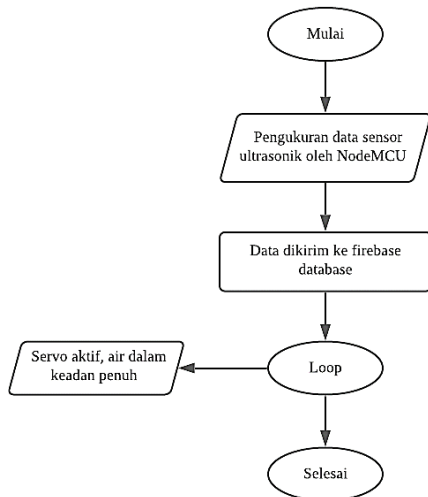 Mulai
Pengukuran data sensor
ultrasonik oleh NodeMCU
Data dikirim ke firebase
database
Servo aktif, air dalam
keadan penuh
Loop
Selesai